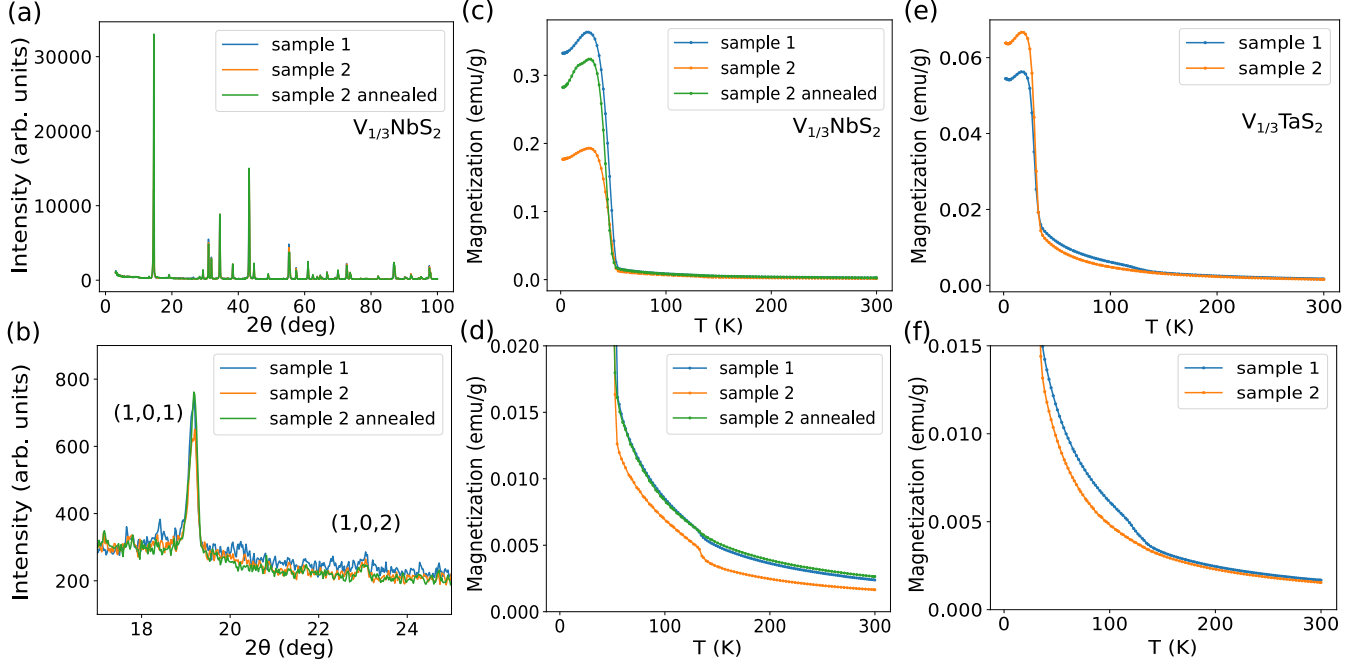 (a)
sample 1
sample 2
sample 2 annealed
V1/3NbS2
Intensity (arb. units)
30000
20000
10000
0
0
20
40
60
80
100
2θ (deg)
(b)
sample 1
sample 2
sample 2 annealed
(1,0,1)
(1,0,2)
Intensity (arb. units)
800
600
400
200
18
20
22
24
2θ (deg)
(c)
sample 1
sample 2
sample 2 annealed
V1/3NbS2
Magnetization (emu/g)
0.3
0.2
0.1
0.0
0
100
200
300
T (K)
(d)
sample 1
sample 2
sample 2 annealed
Magnetization (emu/g)
0.020
0.015
0.010
0.005
0.000
0
100
200
300
T (K)
(e)
sample 1
sample 2
V1/3TaS2
Magnetization (emu/g)
0.06
0.04
0.02
0.00
0
100
200
300
T (K)
(f)
sample 1
sample 2
Magnetization (emu/g)
0.015
0.010
0.005
0.000
0
100
200
300
T (K)